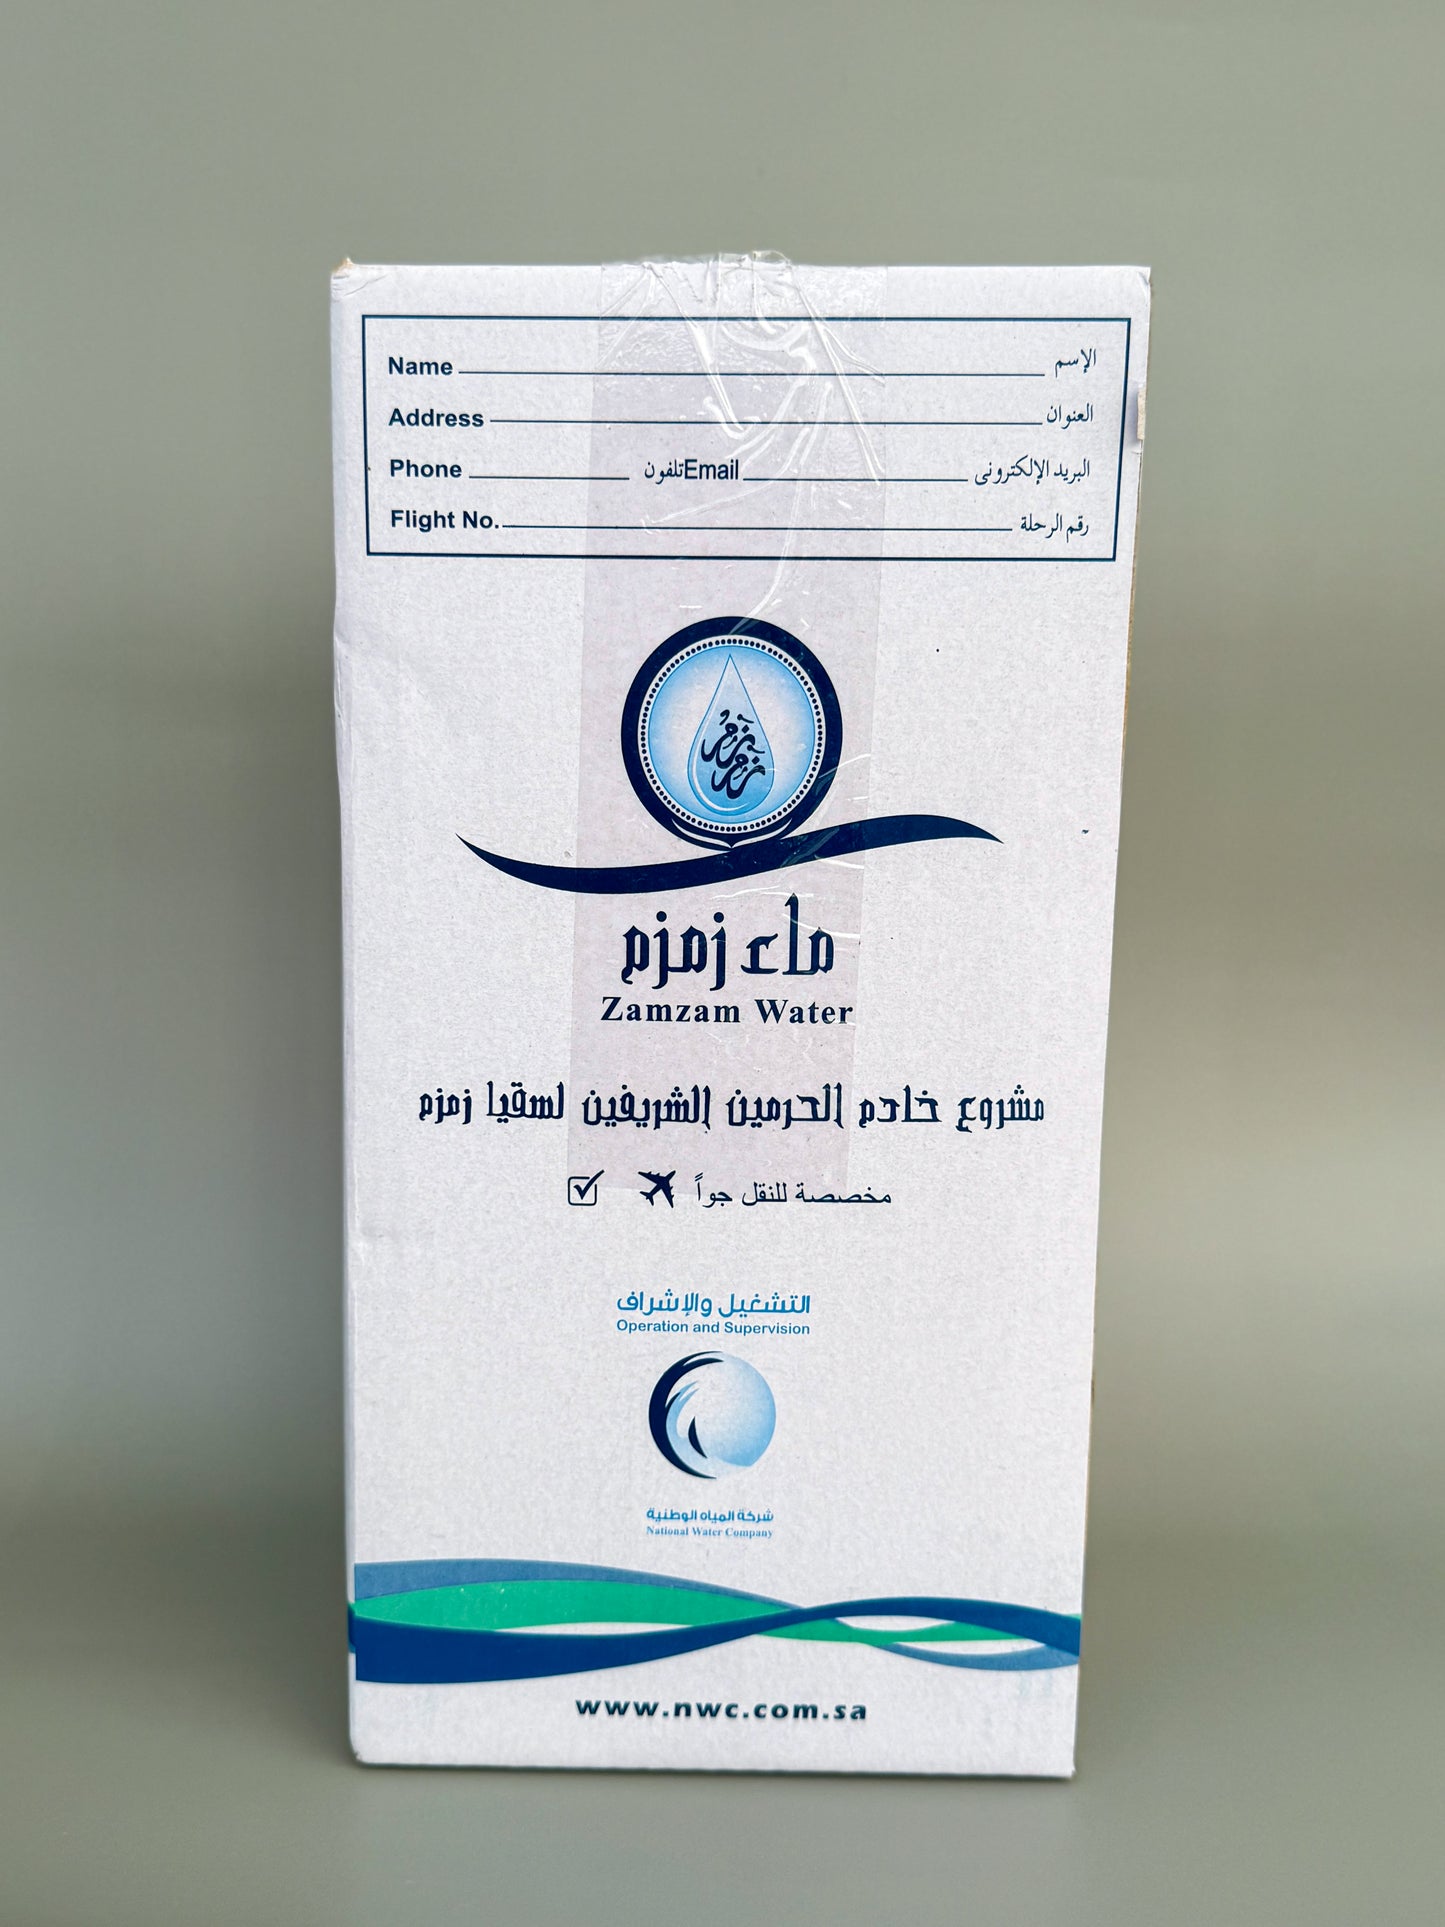 Name الإسم
Address العنوان
Phone تلفون Email البريد الإلكترونى
Flight No. رقم الرحلة
زمزم
ماء زمزم
Zamzam Water
مشروع خادم الحرمين الشريفين لسقيا زمزم
مخصصة للنقل جواً
التشغيل والإشراف
Operation and Supervision
شركة المياه الوطنية
National Water Company
www.nwc.com.sa